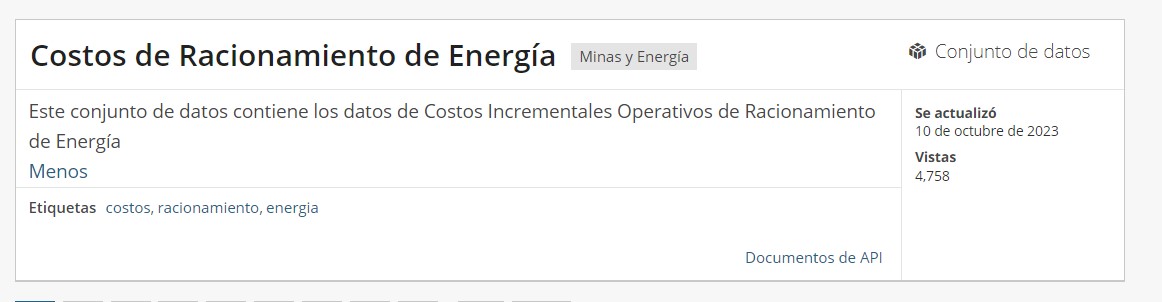 Costos de Racionamiento de Energía Minas y Energía Conjunto de datos
Este conjunto de datos contiene los datos de Costos Incrementales Operativos de Racionamiento
de Energía
Menos
Etiquetas costos, racionamiento, energia
Documentos de API
Se actualizó
10 de octubre de 2023
Vistas
4,758